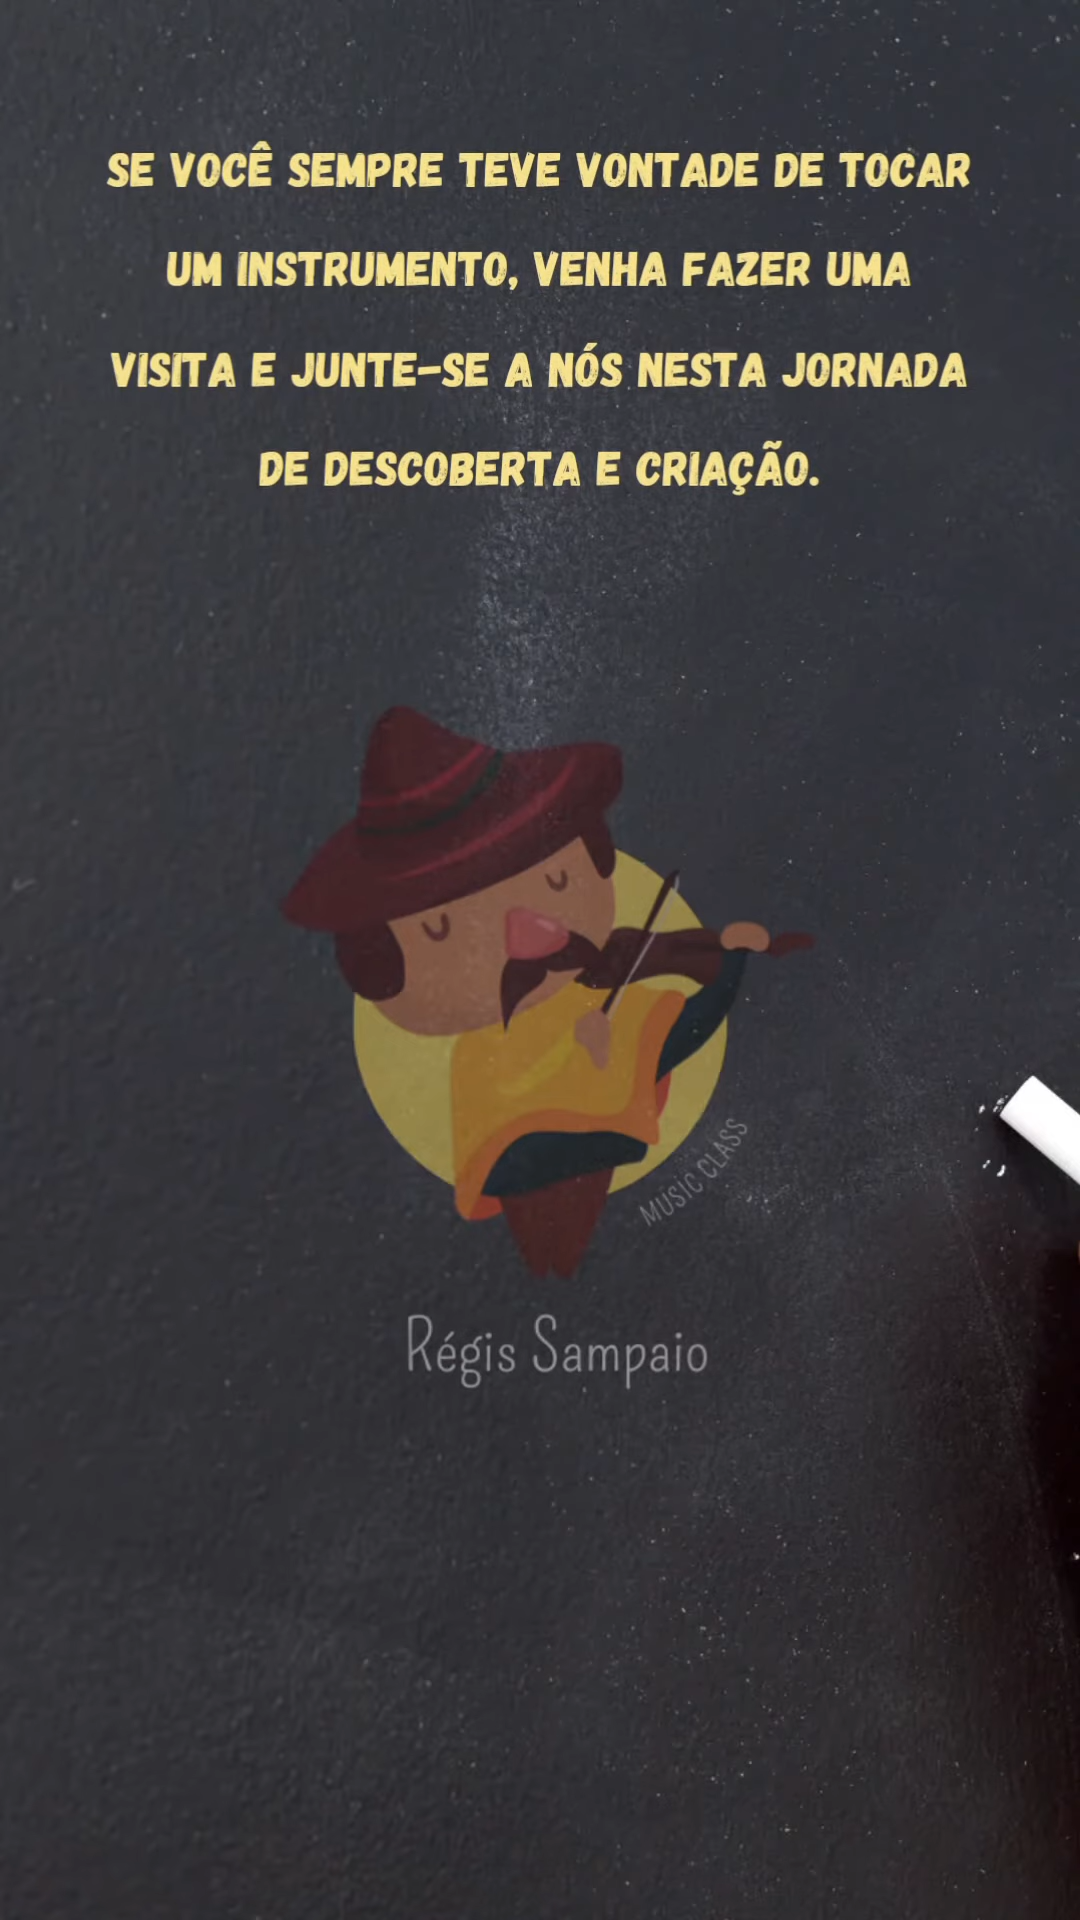 SE VOCÊ SEMPRE TEVE VONTADE DE TOCAR
UM INSTRUMENTO, VENHA FAZER UMA
VISITA E JUNTE-SE A NÓS NESTA JORNADA
DE DESCOBERTA E CRIAÇÃO.
MUSIC CLASS
Régis Sampaio